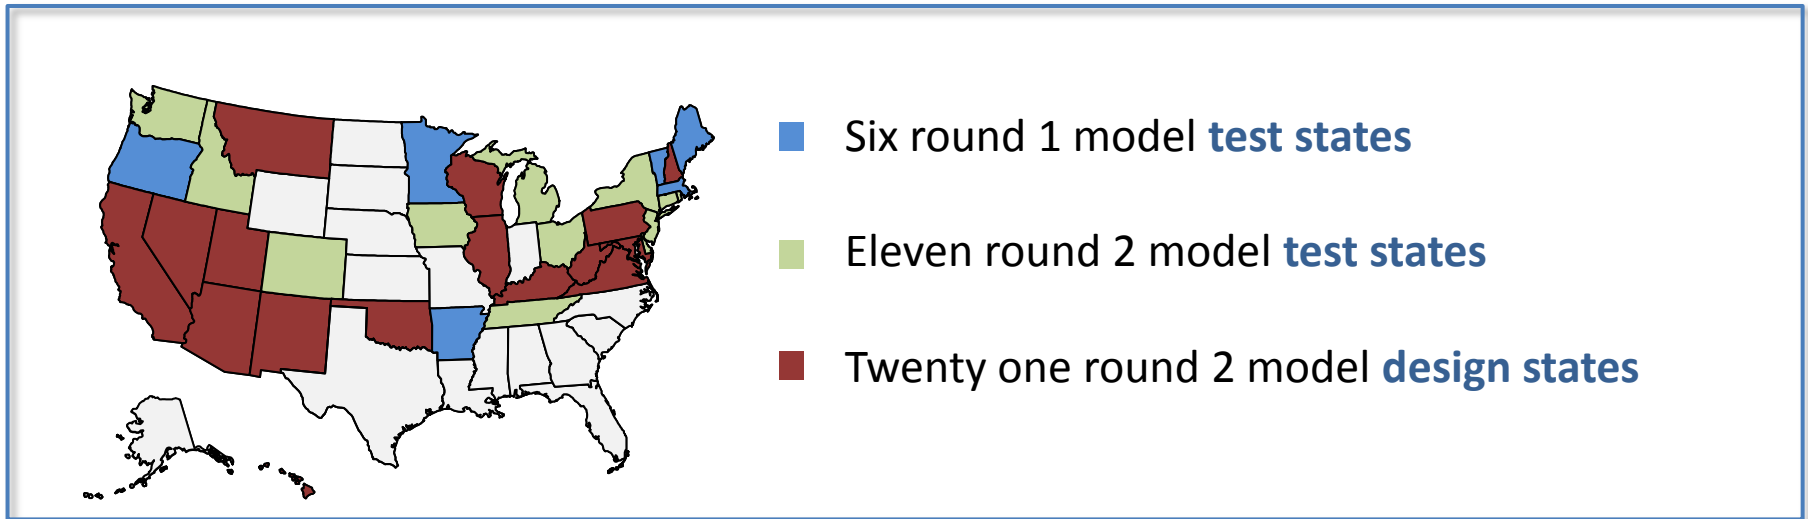 Six round 1 model test states
Eleven round 2 model test states
Twenty one round 2 model design states